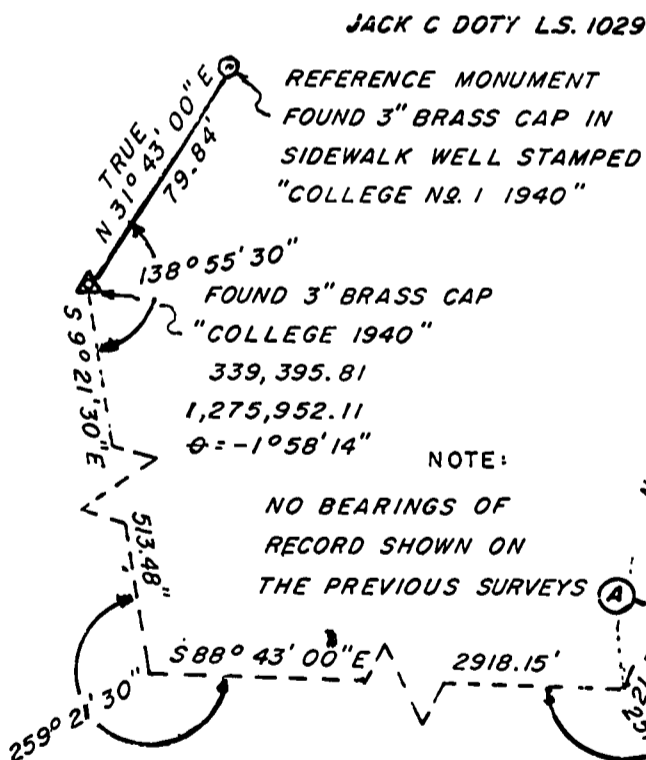 JACK C DOTY LS. 1029
REFERENCE MONUMENT
FOUND 3" BRASS CAP IN
SIDEWALK WELL STAMPED
"COLLEGE NO. 1 1940"
TRUE
N 31° 43' 00" E
79.84'
138° 55' 30"
FOUND 3" BRASS CAP
"COLLEGE 1940"
339,395.81
1,275,952.11
θ = -1° 58' 14"
S 9° 21' 30" E
513.48"
NOTE:
NO BEARINGS OF
RECORD SHOWN ON
THE PREVIOUS SURVEYS
A
S 88° 43' 00" E
2918.15'
259° 21' 30"